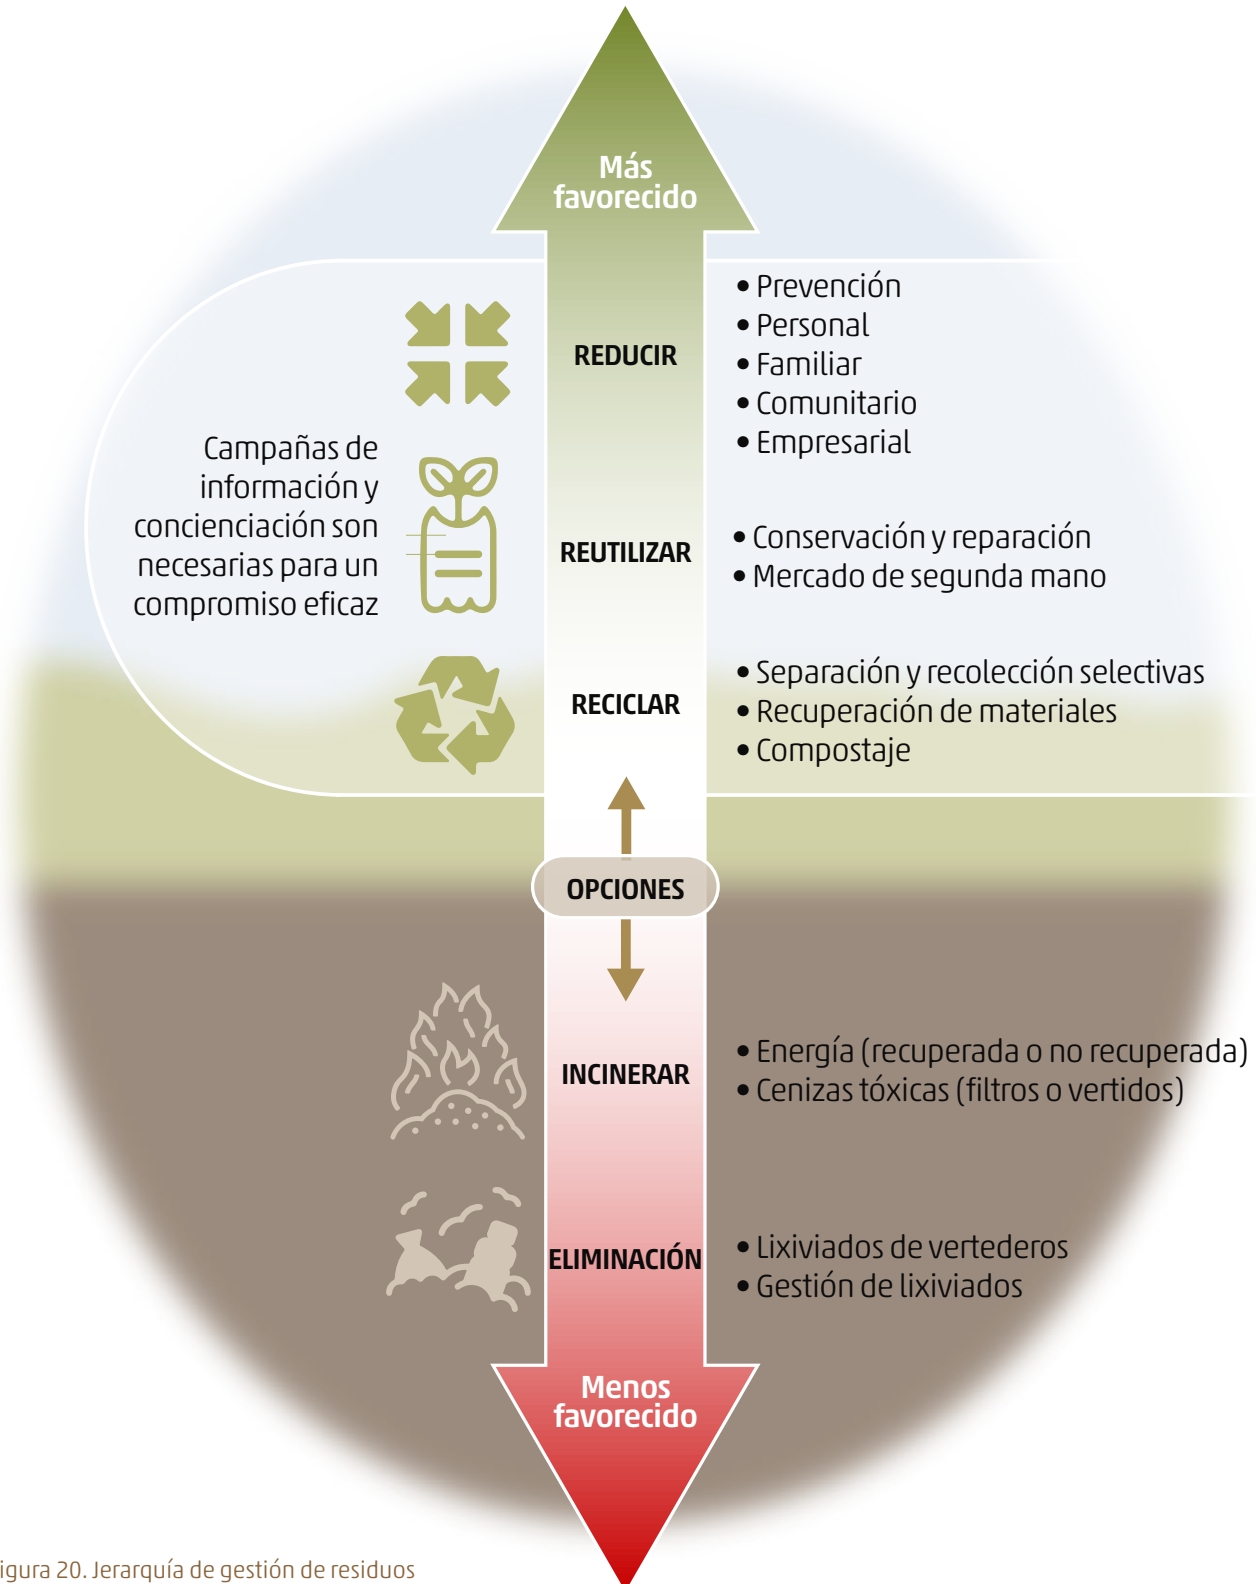 Más
favorecido
REDUCIR
• Prevención
• Personal
• Familiar
• Comunitario
• Empresarial
Campañas de
información y
concienciación son
necesarias para un
compromiso eficaz
REUTILIZAR
• Conservación y reparación
• Mercado de segunda mano
RECICLAR
• Separación y recolección selectivas
• Recuperación de materiales
• Compostaje
OPCIONES
INCINERAR
• Energía (recuperada o no recuperada)
• Cenizas tóxicas (filtros o vertidos)
ELIMINACIÓN
• Lixiviados de vertederos
• Gestión de lixiviados
Menos
favorecido
igura 20. Jerarquía de gestión de residuos